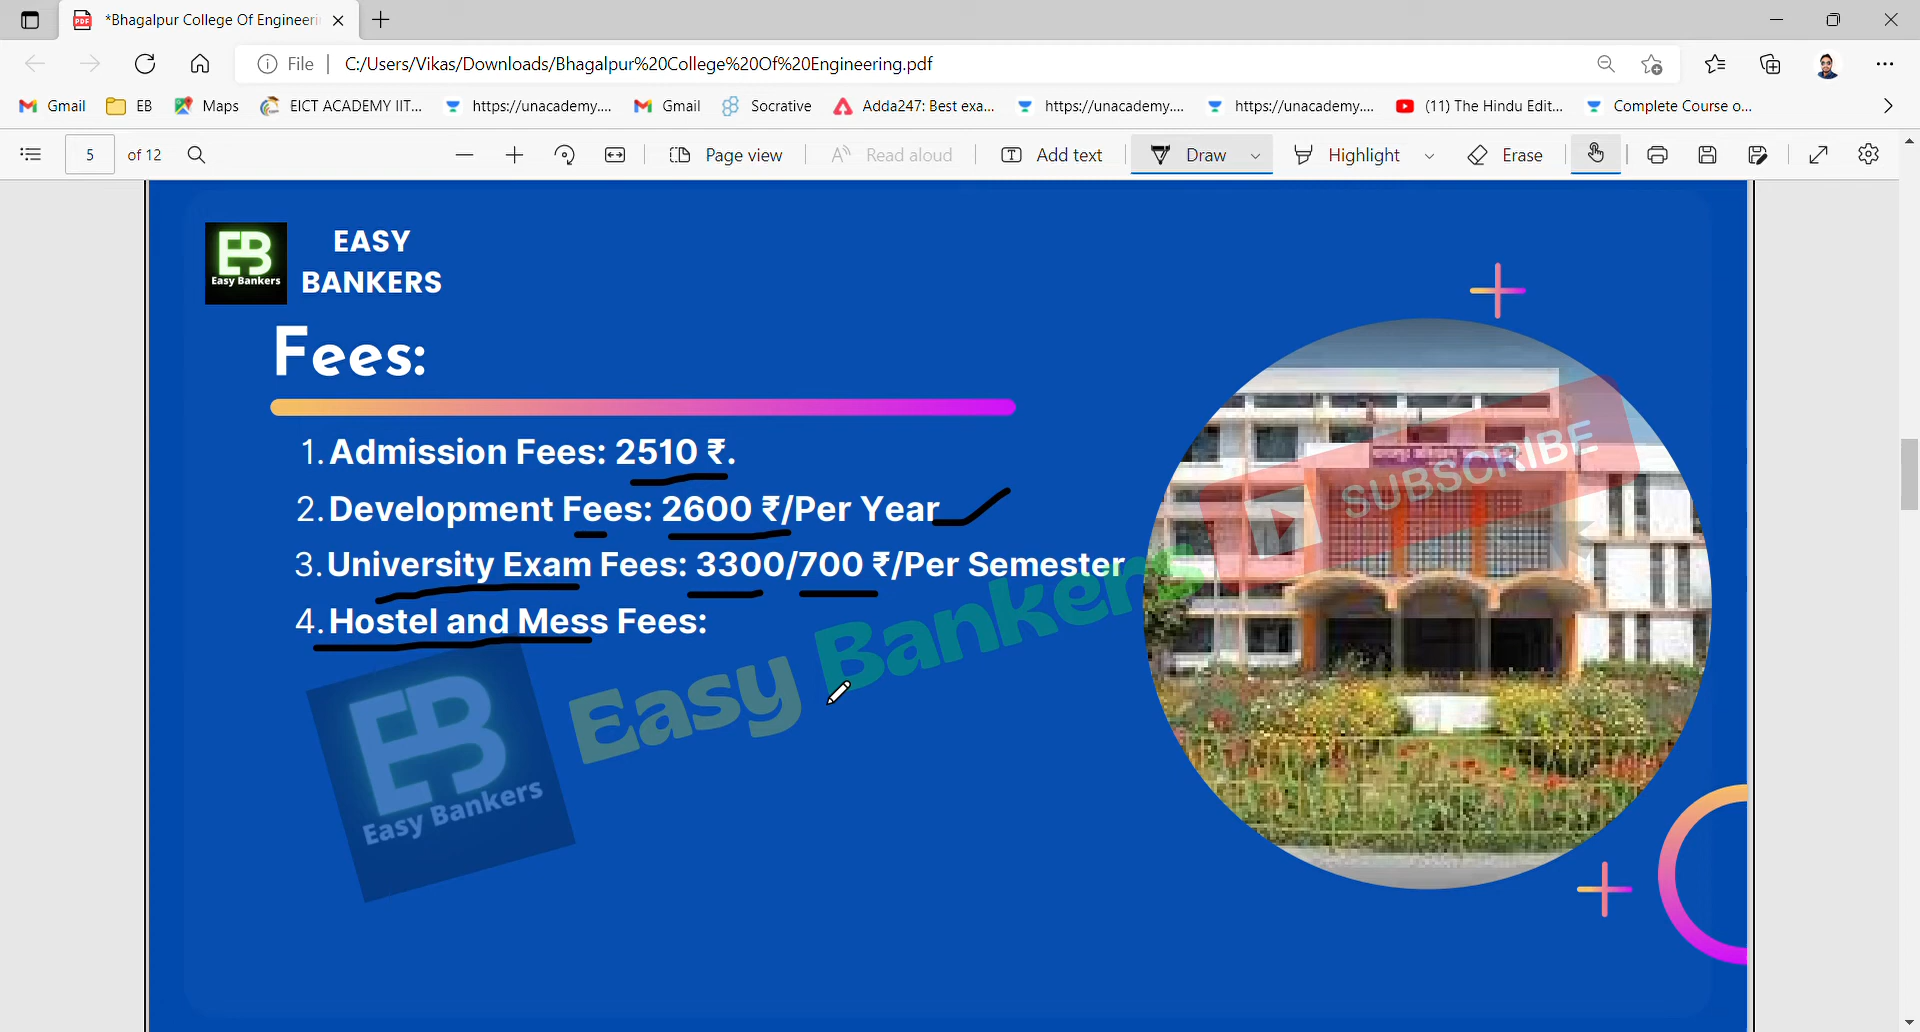 *Bhagalpur College Of Engineeri
File
C:/Users/Vikas/Downloads/Bhagalpur%20College%20Of%20Engineering.pdf
Gmail
EB
Maps
EICT ACADEMY IIT...
https://unacademy....
Gmail
Socrative
Adda247: Best exa...
https://unacademy....
https://unacademy....
(11) The Hindu Edit...
Complete Course o...
5 of 12
Page view
Read aloud
Add text
Draw
Highlight
Erase
EB
Easy Bankers
EASY
BANKERS
Fees:
1. Admission Fees: 2510 ₹.
2. Development Fees: 2600 ₹/Per Year
3. University Exam Fees: 3300/700 ₹/Per Semester
4. Hostel and Mess Fees:
SUBSCRIBE
Easy Bankers
EB
Easy Bankers